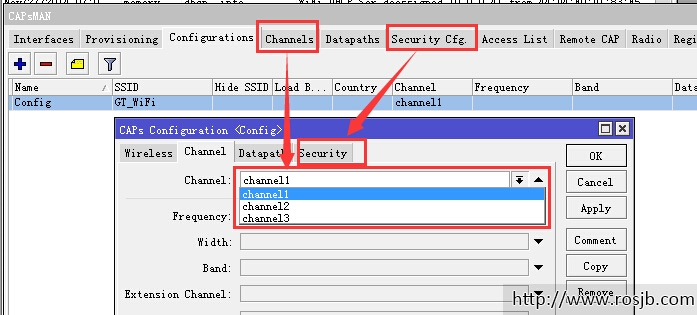 CAPsMAN
Interfaces Provisioning Configurations Channels Datapaths Security Cfg. Access List Remote CAP Radio
Name SSID Hide SSID Load B... Country Channel Frequency Band
Config GT_WiFi channel1
CAPs Configuration <Config>
Wireless Channel Datapath Security
Channel: channel1
channel1
channel2
channel3
Frequency:
Width:
Band:
Extension Channel:
OK
Cancel
Apply
Comment
Copy
Remove
http://www.rosjb.com